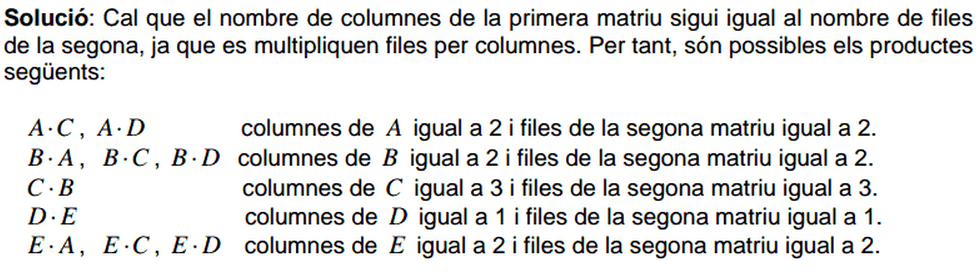 Solució: Cal que el nombre de columnes de la primera matriu sigui igual al nombre de files
de la segona, ja que es multipliquen files per columnes. Per tant, són possibles els productes
següents:
A·C, A·D columnes de A igual a 2 i files de la segona matriu igual a 2.
B·A, B·C, B·D columnes de B igual a 2 i files de la segona matriu igual a 2.
C·B columnes de C igual a 3 i files de la segona matriu igual a 3.
D·E columnes de D igual a 1 i files de la segona matriu igual a 1.
E·A, E·C, E·D columnes de E igual a 2 i files de la segona matriu igual a 2.